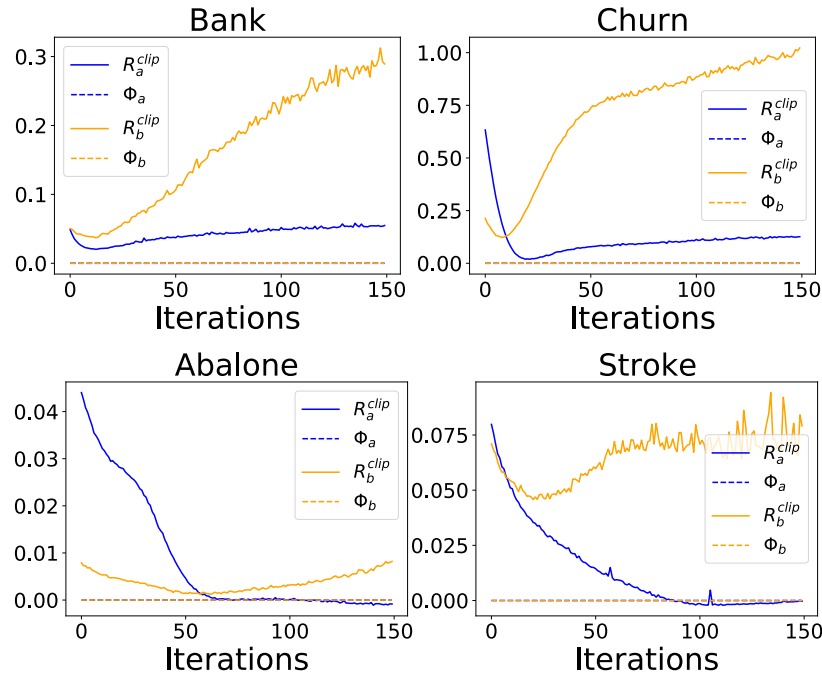 Bank
0.3
0.2
0.1
0.0
R_a^{clip}
Φ_a
R_b^{clip}
Φ_b
0 50 100 150
Iterations
Churn
1.00
0.75
0.50
0.25
0.00
R_a^{clip}
Φ_a
R_b^{clip}
Φ_b
0 50 100 150
Iterations
Abalone
0.04
0.03
0.02
0.01
0.00
R_a^{clip}
Φ_a
R_b^{clip}
Φ_b
0 50 100 150
Iterations
Stroke
0.075
0.050
0.025
0.000
R_a^{clip}
Φ_a
R_b^{clip}
Φ_b
0 50 100 150
Iterations